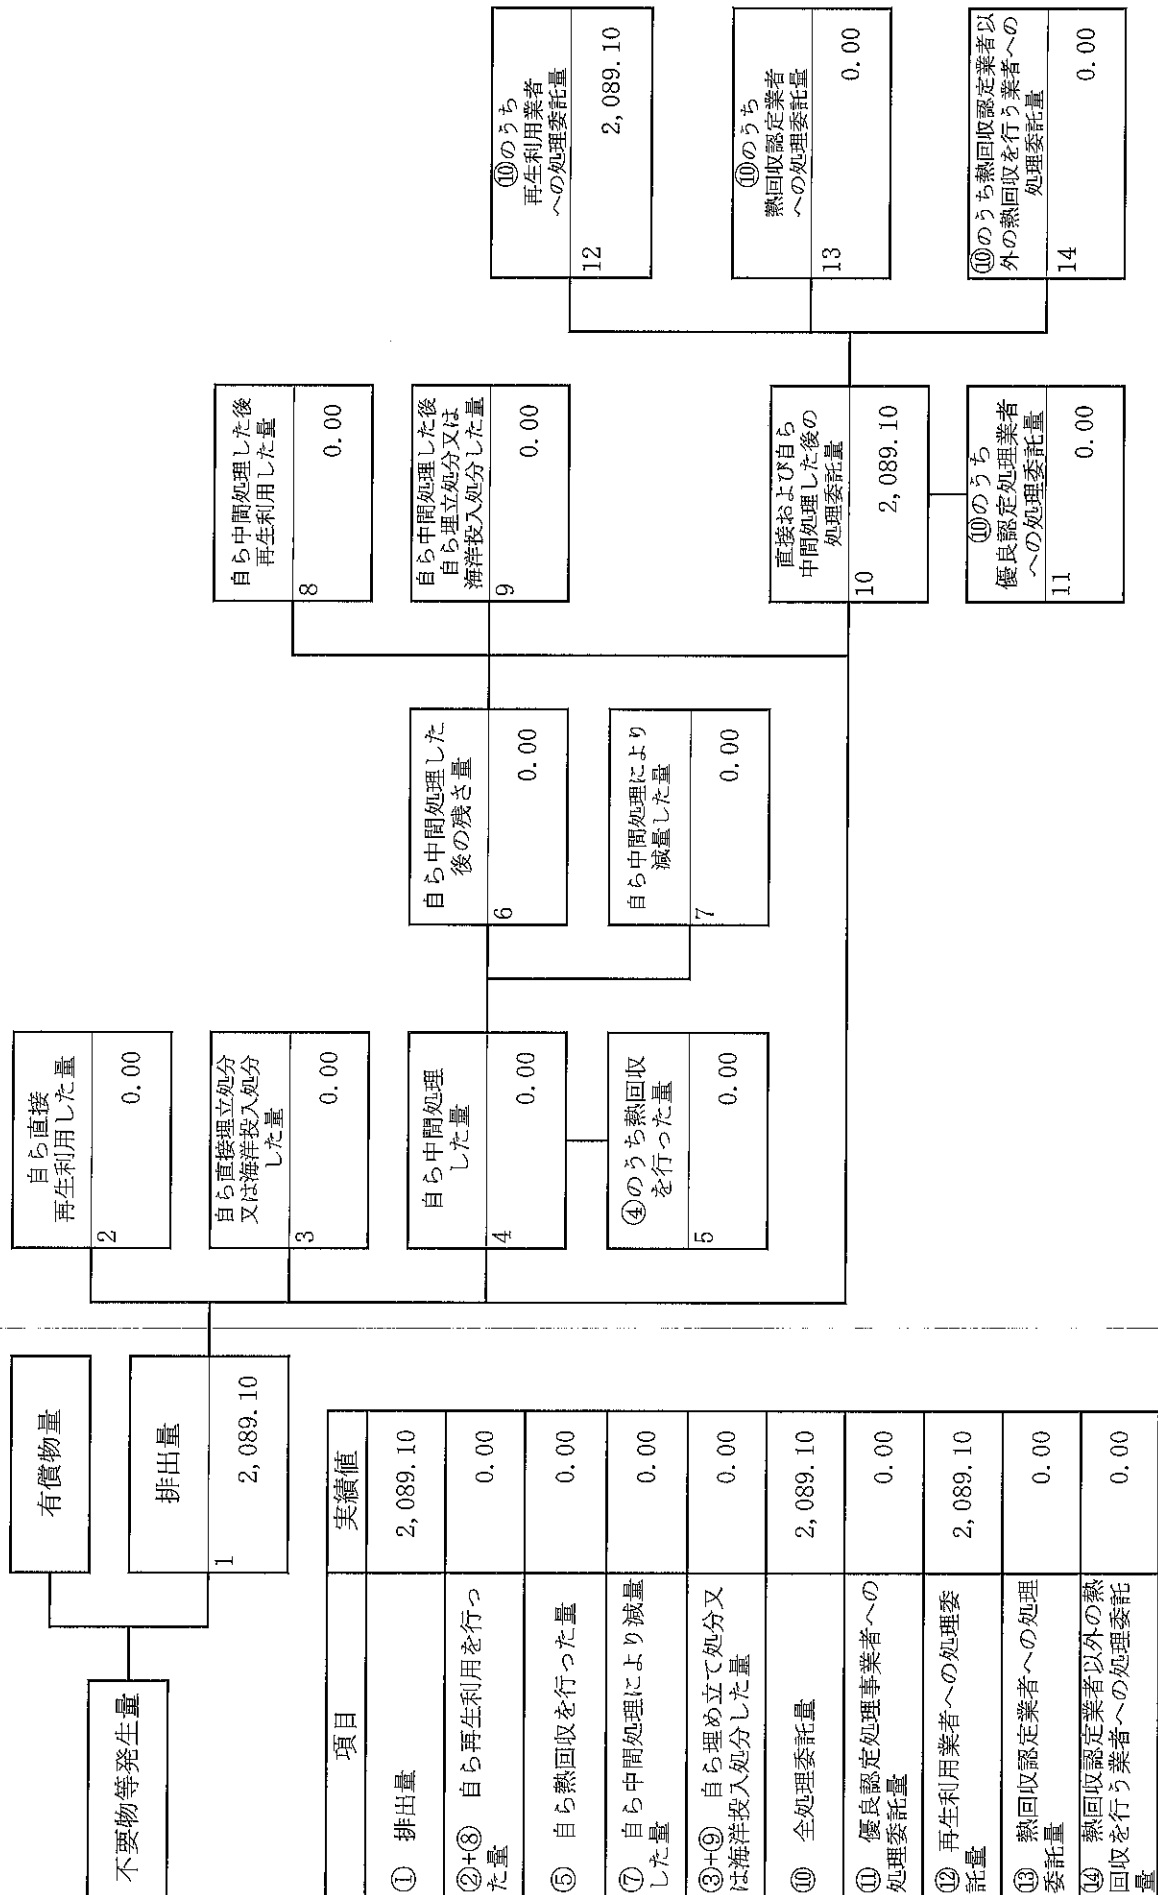 不要物等発生量
有償物量
排出量
1
2,089.10
自ら直接
再生利用した量
2
0.00
自ら直接埋立処分
又は海洋投入処分
した量
3
0.00
自ら中間処理
した量
4
0.00
④のうち熱回収
を行った量
5
0.00
自ら中間処理した
後の残さ量
6
0.00
自ら中間処理により
減量した量
7
0.00
自ら中間処理した後
再生利用した量
8
0.00
自ら中間処理した後
自ら埋立処分又は
海洋投入処分した量
9
0.00
直接および自ら
中間処理した後の
処理委託量
10
2,089.10
⑩のうち
優良認定処理業者
への処理委託量
11
0.00
⑩のうち
再生利用業者
への処理委託量
12
2,089.10
⑩のうち
熱回収認定業者
への処理委託量
13
0.00
⑩のうち熱回収認定業者以
外の熱回収を行う業者への
処理委託量
14
0.00
項目 実績値
① 排出量 2,089.10
②+⑧ 自ら再生利用を行っ
た量 0.00
⑤ 自ら熱回収を行った量 0.00
⑦ 自ら中間処理により減量
した量 0.00
③+⑨ 自ら埋め立て処分又
は海洋投入処分した量 0.00
⑩ 全処理委託量 2,089.10
⑪ 優良認定処理事業者への
処理委託量 0.00
⑫ 再生利用業者への処理委
託量 2,089.10
⑬ 熱回収認定業者への処理
委託量 0.00
⑭ 熱回収認定業者以外の熱
回収を行う業者への処理委託
量 0.00